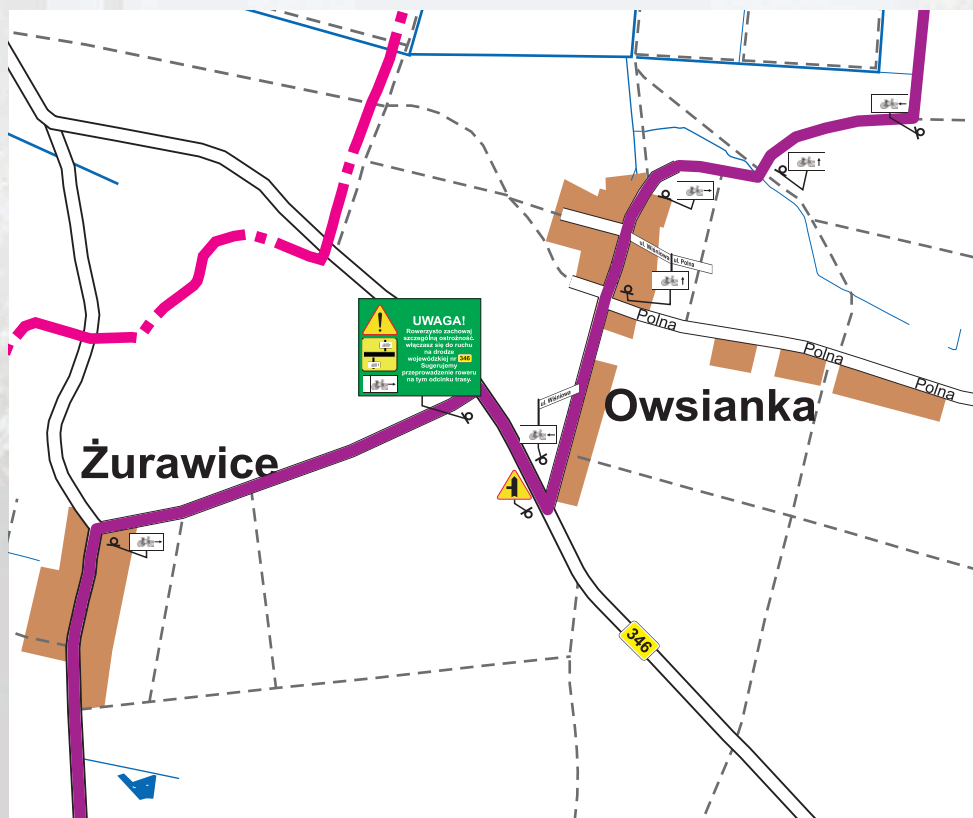 ul. Wiśniowa
ul. Polna
Polna
UWAGA!
Rowerzysto zachowaj
szczególną ostrożność.
włączasz się do ruchu
na drodze
wojewódzkiej nr 346
Sugerujemy
przeprowadzenie roweru
na tym odcinku trasy.
Polna
Polna
ul. Wiśniowa
Owsianka
Żurawice
346